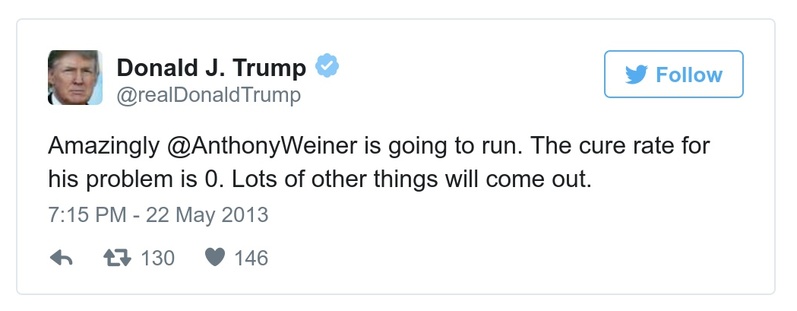 Donald J. Trump
@realDonaldTrump
Follow
Amazingly @AnthonyWeiner is going to run. The cure rate for
his problem is 0. Lots of other things will come out.
7:15 PM - 22 May 2013
130 146